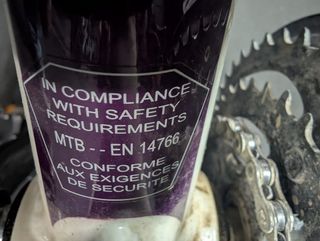 IN COMPLIANCE
WITH SAFETY
REQUIREMENTS
MTB - - EN 14766
CONFORME
AUX EXIGENCES
DE SECURITE